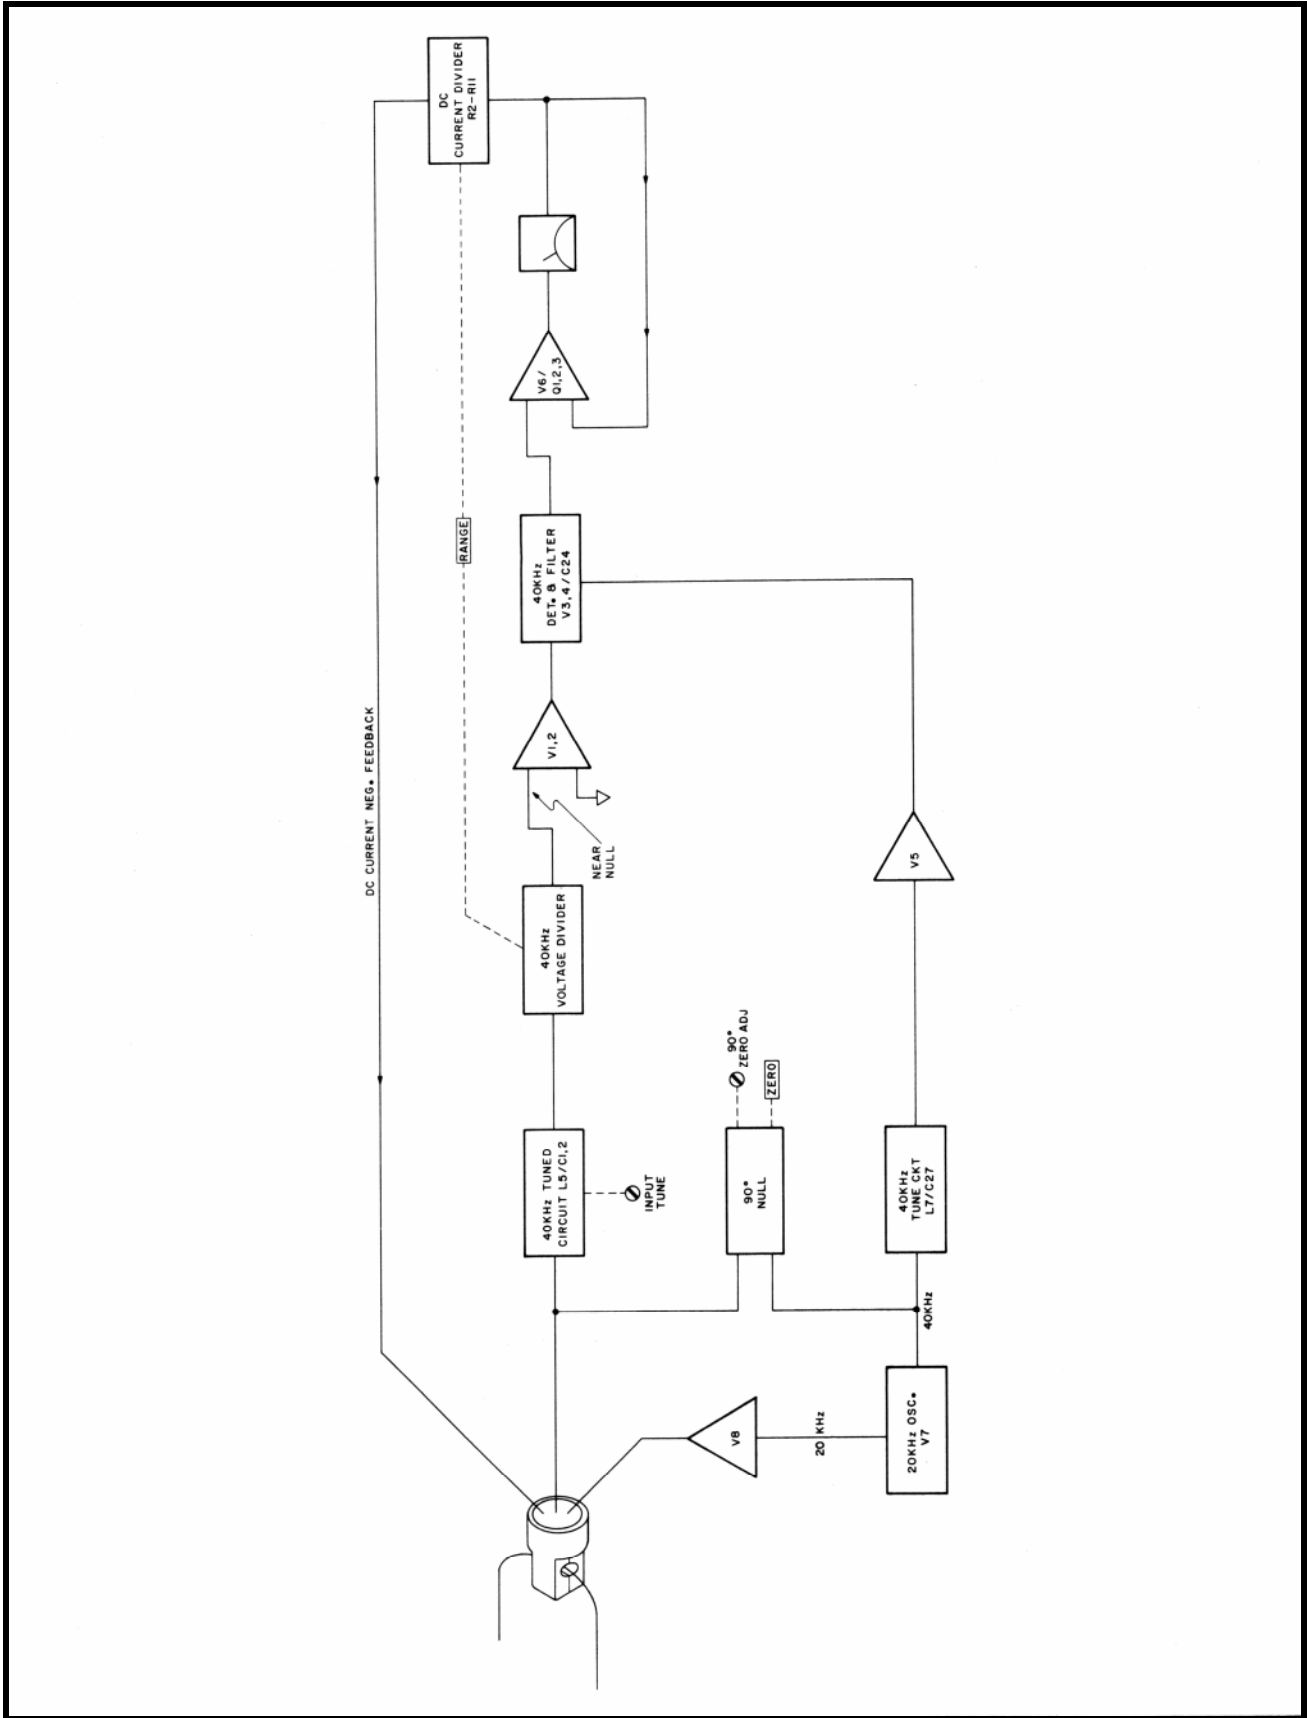 DC CURRENT NEG. FEEDBACK
RANGE
DC
CURRENT DIVIDER
R2-R11
40KHz TUNED
CIRCUIT L5/C1,2
INPUT
TUNE
40KHz
VOLTAGE DIVIDER
NEAR
NULL
V1,2
40KHz
DET. & FILTER
V3,4/C24
V6/
Q1,2,3
90°
NULL
90°
ZERO ADJ
ZERO
V8
20 KHz
20KHz OSC.
V7
40KHz
40KHz
TUNE CKT
L7/C27
V5